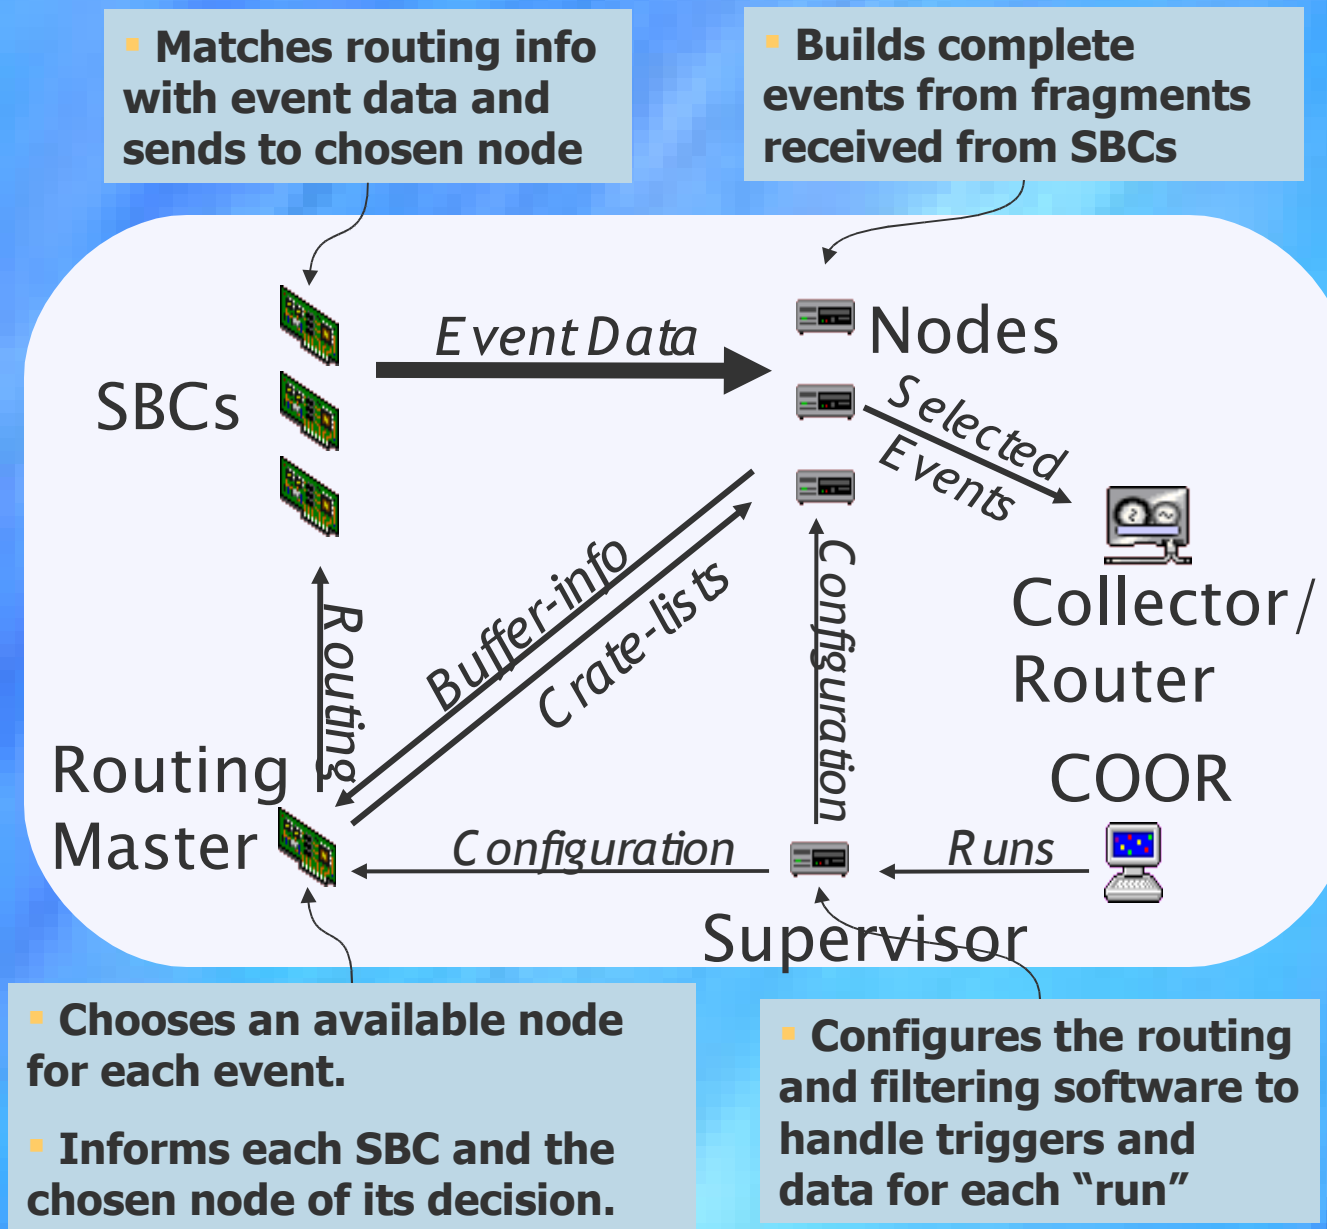 ▪ Matches routing info
with event data and
sends to chosen node
▪ Builds complete
events from fragments
received from SBCs
Event Data
Nodes
SBCs
Selected
Events
Collector/
Router
Buffer-info
Crate-lists
Routing
Configuration
Routing
Master
COOR
Configuration
Runs
Supervisor
▪ Chooses an available node
for each event.
▪ Informs each SBC and the
chosen node of its decision.
▪ Configures the routing
and filtering software to
handle triggers and
data for each “run”